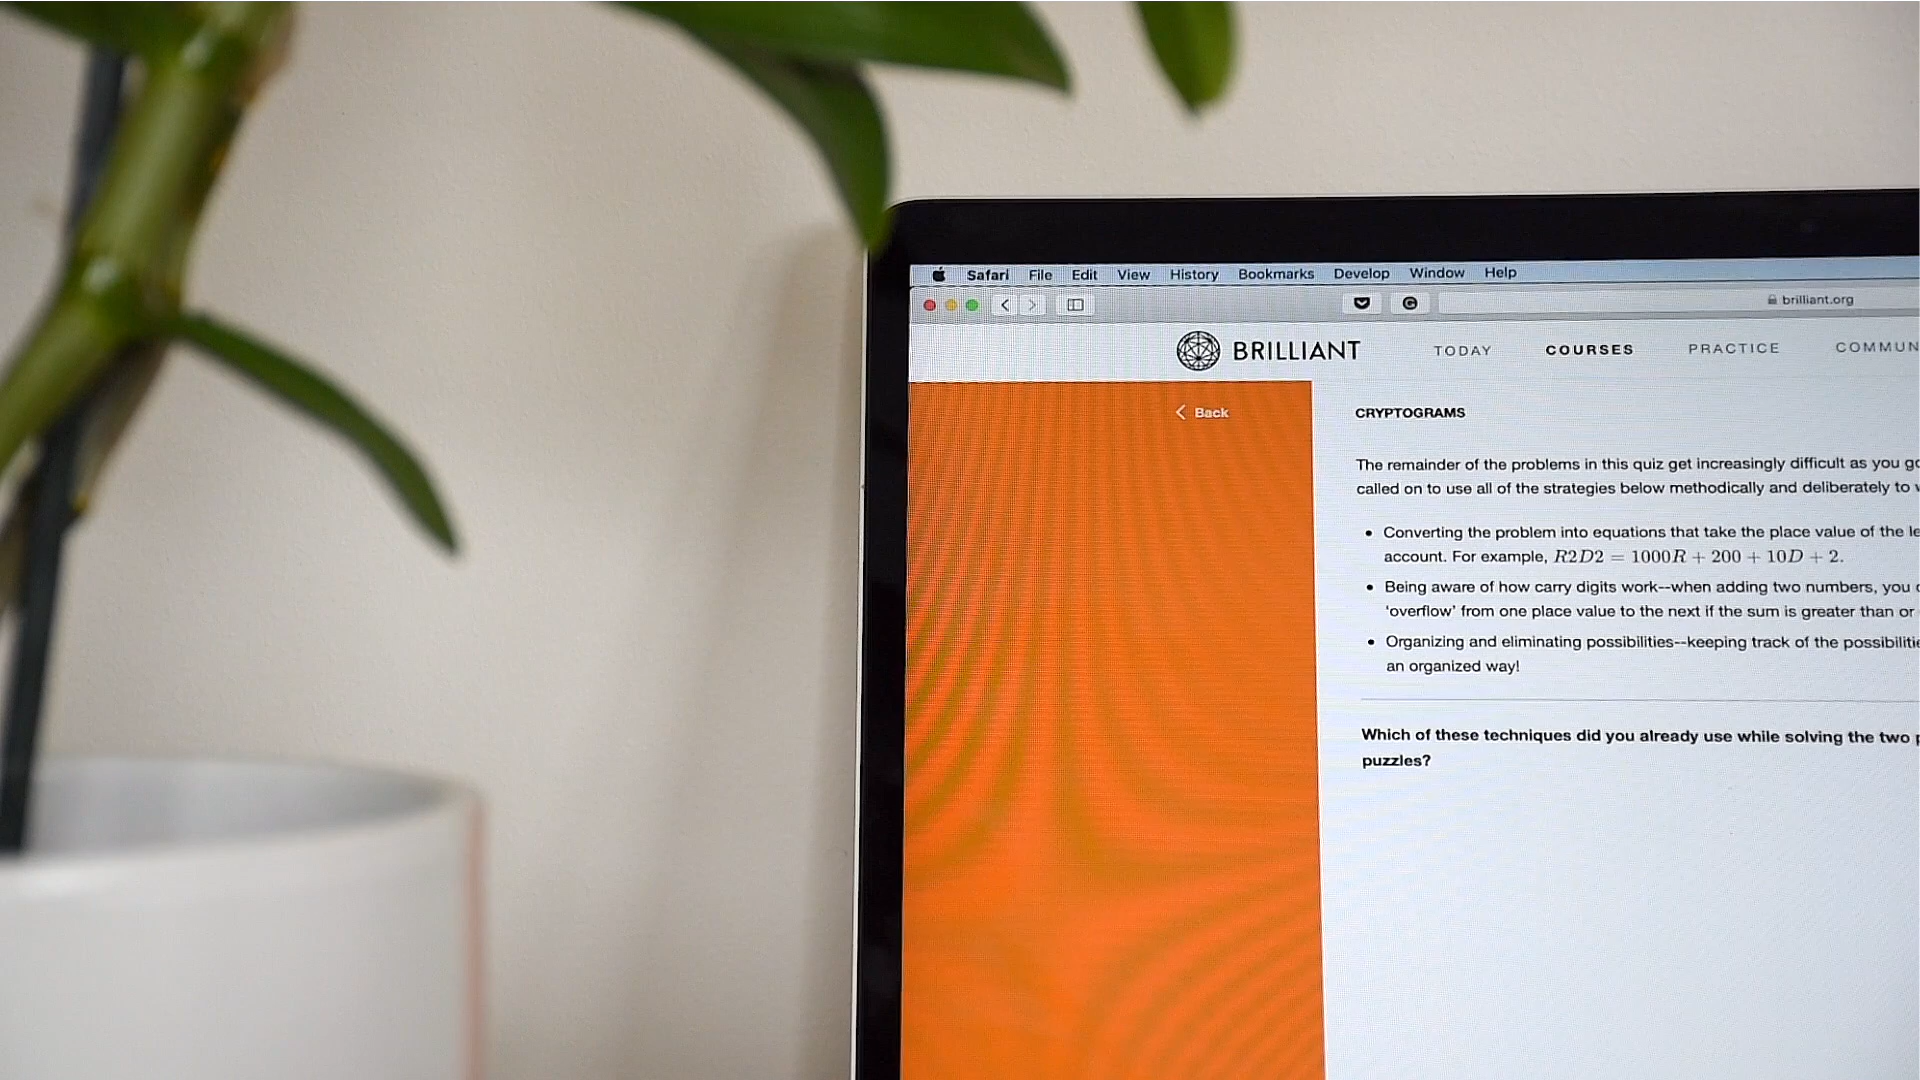 Safari File Edit View History Bookmarks Develop Window Help
brilliant.org
BRILLIANT TODAY COURSES PRACTICE COMMUN
< Back
CRYPTOGRAMS
The remainder of the problems in this quiz get increasingly difficult as you
called on to use all of the strategies below methodically and deliberately to
• Converting the problem into equations that take the place value of the
account. For example, R2D2 = 1000R + 200 + 10D + 2.
• Being aware of how carry digits work--when adding two numbers, you
'overflow' from one place value to the next if the sum is greater than or
• Organizing and eliminating possibilities--keeping track of the possibiliti
an organized way!
Which of these techniques did you already use while solving the two
puzzles?